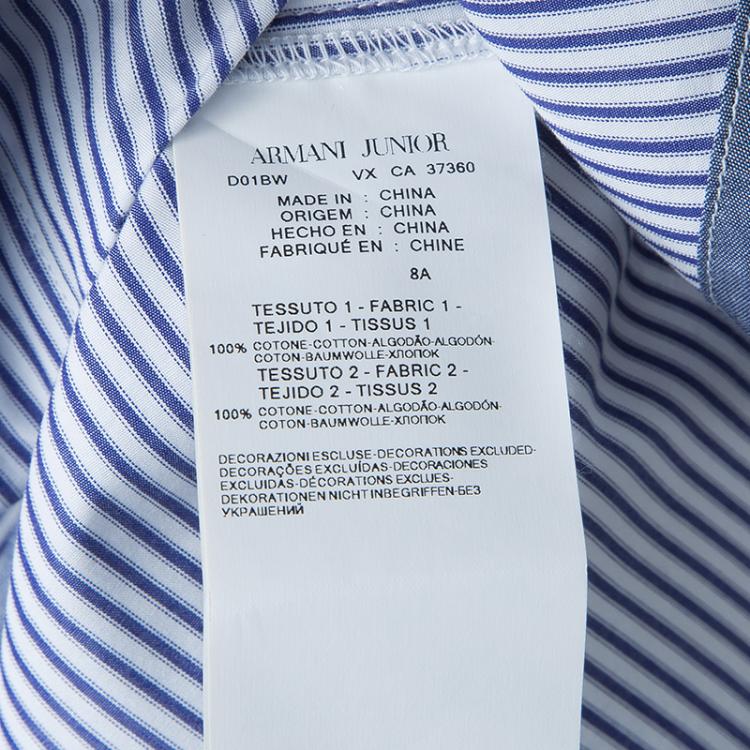 ARMANI JUNIOR
D01BW VX CA 37360
MADE IN : CHINA
ORIGEM : CHINA
HECHO EN : CHINA
FABRIQUÉ EN : CHINE
8A
TESSUTO 1 - FABRIC 1 -
TEJIDO 1 - TISSUS 1
100% COTONE-COTTON-ALGODÃO-ALGODÓN-
COTON-BAUMWOLLE-ХЛОПОК
TESSUTO 2 - FABRIC 2 -
TEJIDO 2 - TISSUS 2
100% COTONE-COTTON-ALGODÃO-ALGODÓN-
COTON-BAUMWOLLE-ХЛОПОК
DECORAZIONI ESCLUSE-DECORATIONS EXCLUDED-
DECORAÇÕES EXCLUÍDAS-DECORACIONES
EXCLUIDAS-DÉCORATIONS EXCLUES-
DEKORATIONEN NICHT INBEGRIFFEN-БЕЗ
УКРАШЕНИЙ